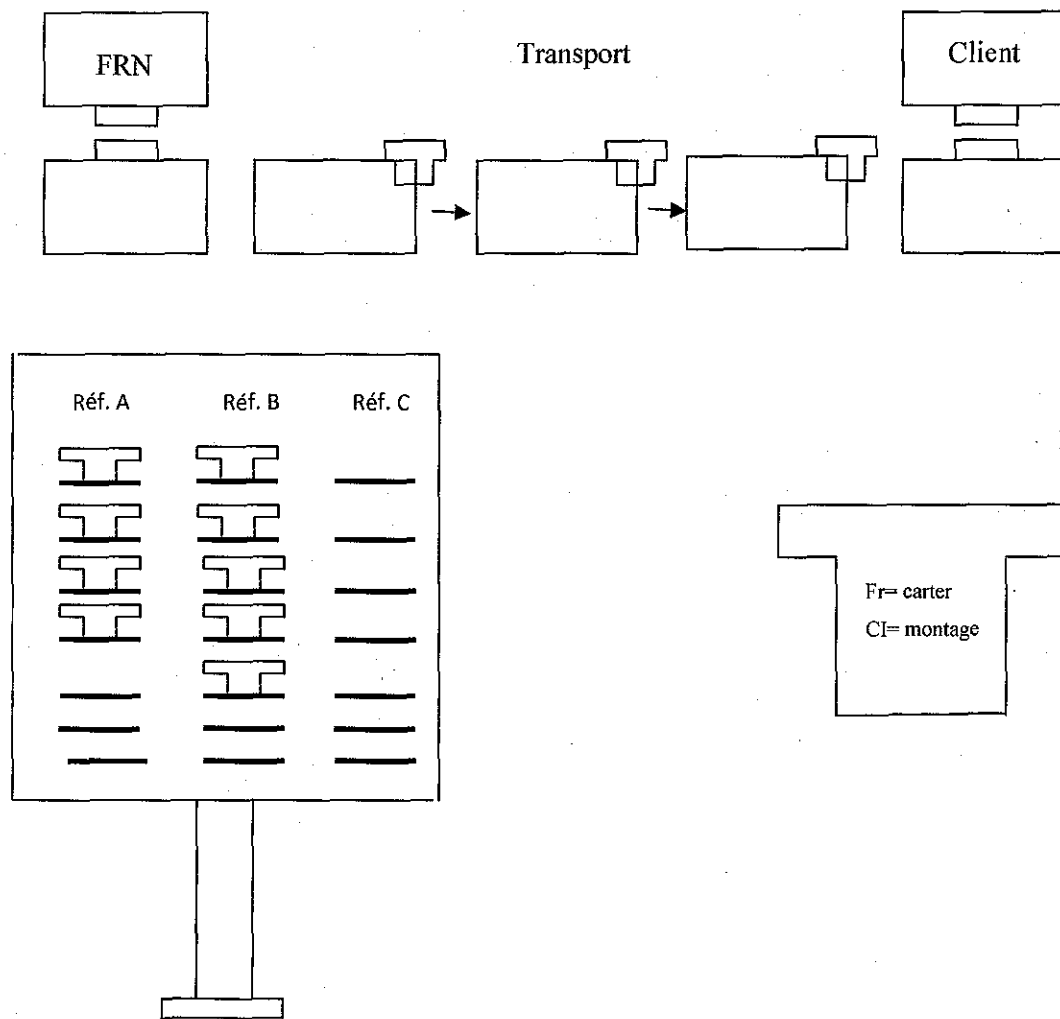 FRN
Transport
Client
Réf. A
Réf. B
Réf. C
Fr= carter
CI= montage